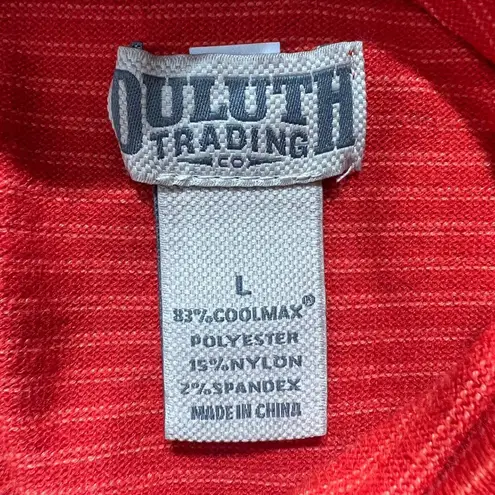 DULUTH
TRADING
CO
L
83%COOLMAX®
POLYESTER
15%NYLON
2%SPANDEX
MADE IN CHINA